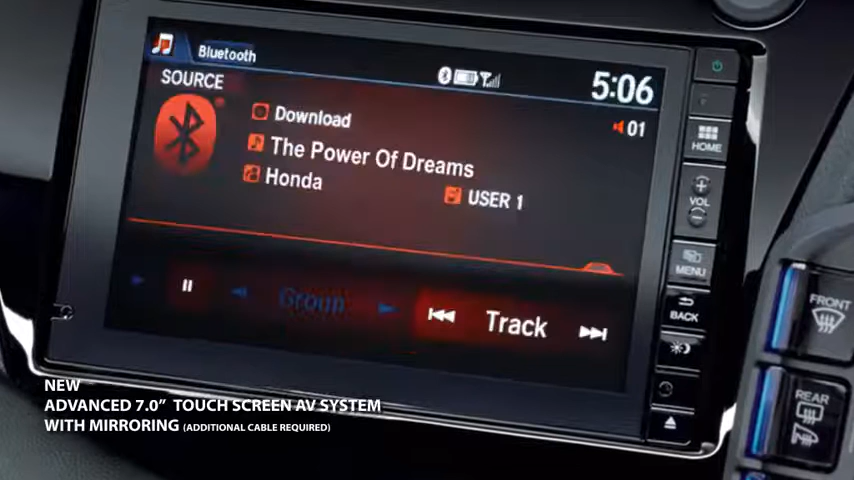 Bluetooth
5:06
SOURCE
01
Download
The Power Of Dreams
Honda
USER 1
Group
Track
HOME
VOL
MENU
BACK
FRONT
REAR
NEW
ADVANCED 7.0” TOUCH SCREEN AV SYSTEM
WITH MIRRORING (ADDITIONAL CABLE REQUIRED)